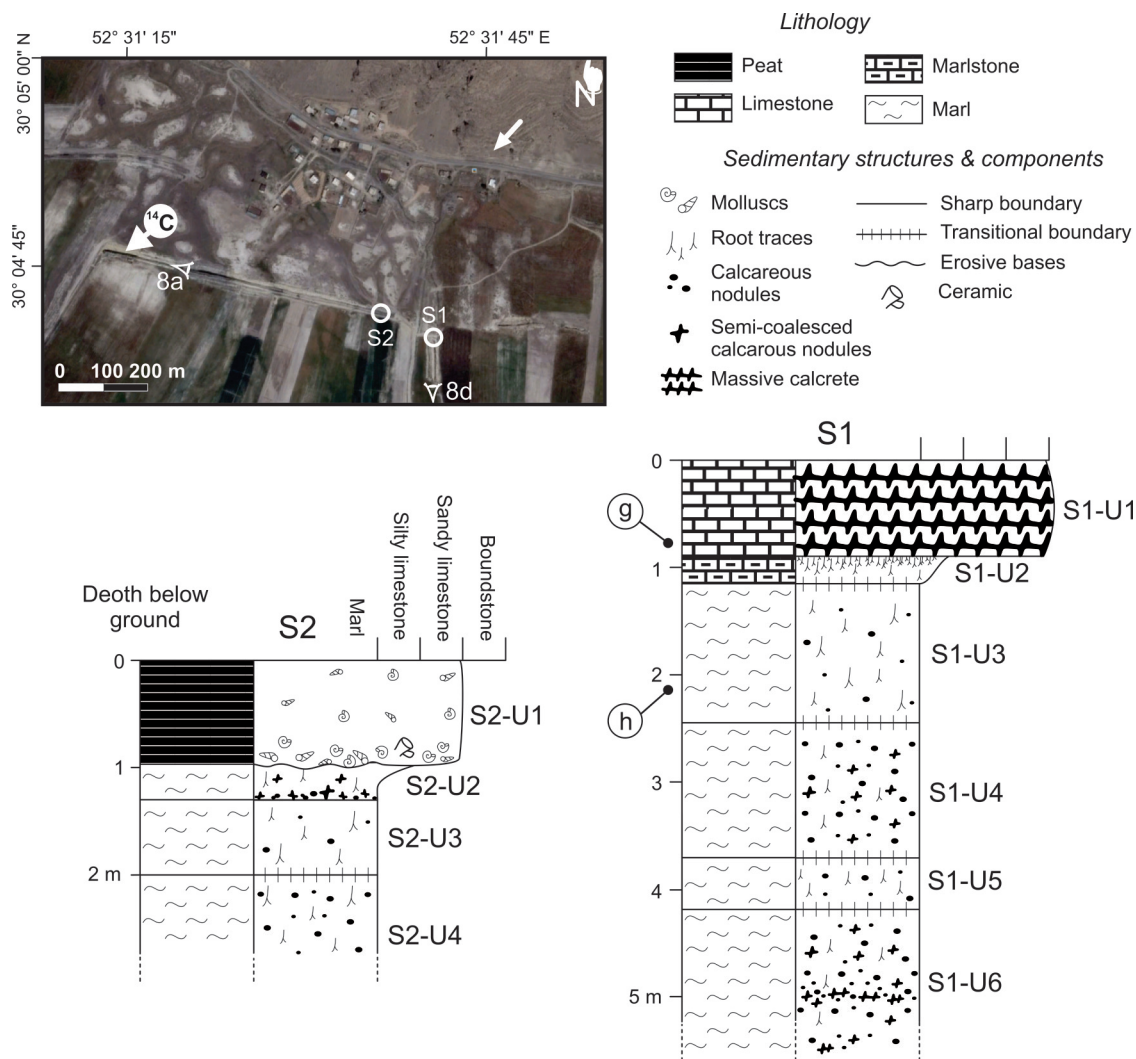 52° 31' 15"
52° 31' 45" E
30° 05' 00" N
30° 04' 45"
N
14C
8a
S2
S1
8d
0 100 200 m
Lithology
Peat
Marlstone
Limestone
Marl
Sedimentary structures & components
Molluscs
Sharp boundary
Root traces
Transitional boundary
Calcareous
nodules
Erosive bases
Ceramic
Semi-coalesced
calcarous nodules
Massive calcrete
S1
0
g
1
2
h
3
4
5 m
S1-U1
S1-U2
S1-U3
S1-U4
S1-U5
S1-U6
Deoth below
ground
S2
Marl
Silty limestone
Sandy limestone
Boundstone
0
1
2 m
S2-U1
S2-U2
S2-U3
S2-U4